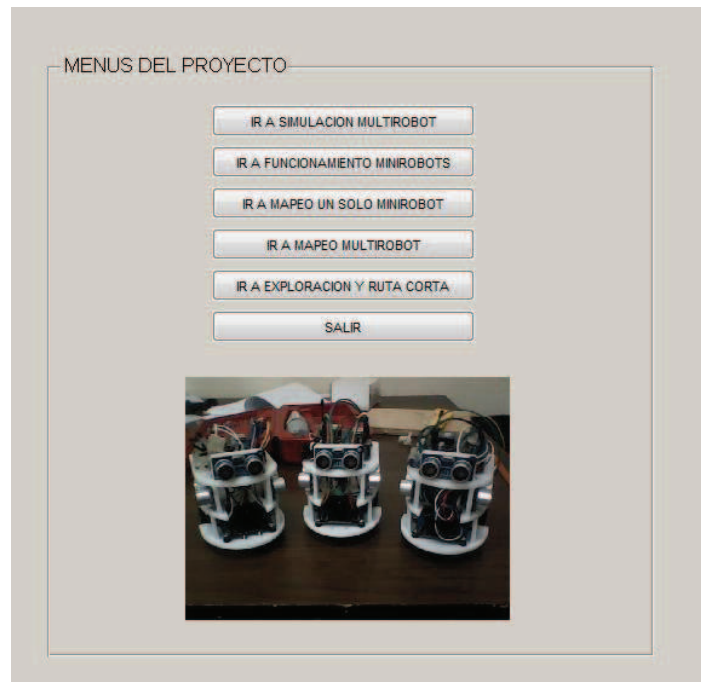 MENUS DEL PROYECTO
IR A SIMULACION MULTIROBOT
IR A FUNCIONAMIENTO MINIROBOTS
IR A MAPEO UN SOLO MINIROBOT
IR A MAPEO MULTIROBOT
IR A EXPLORACION Y RUTA CORTA
SALIR